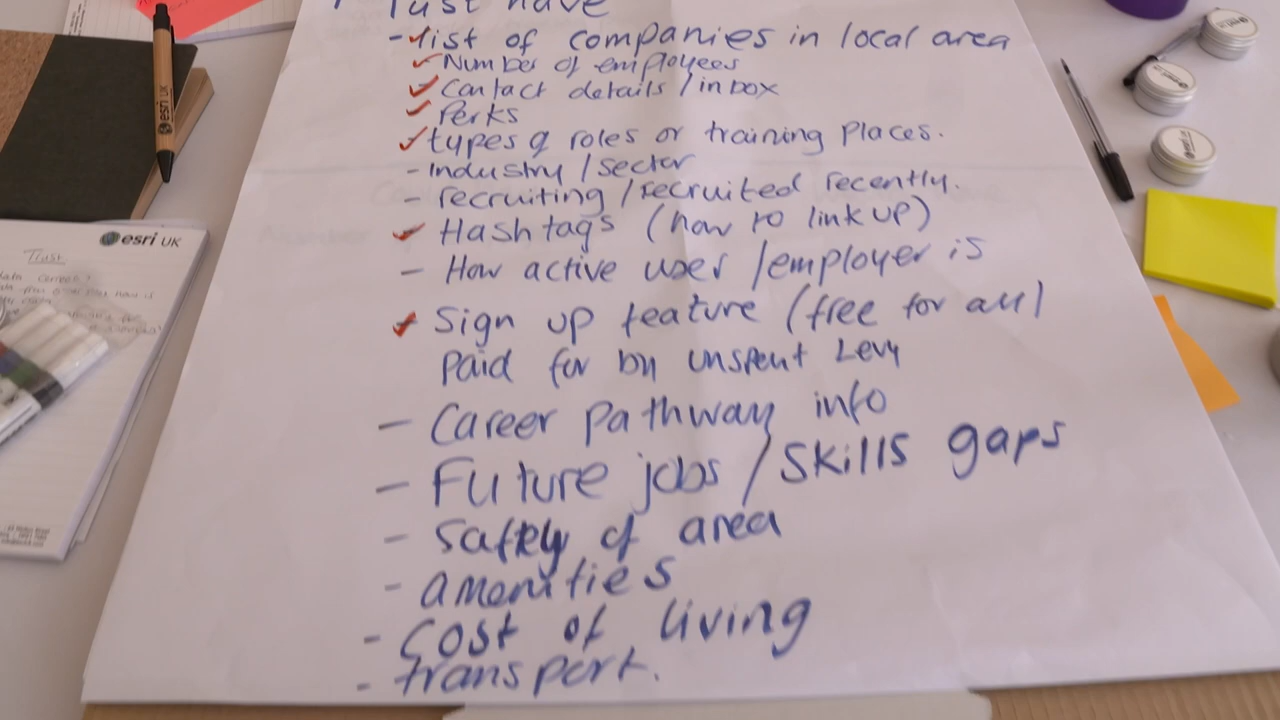 Just have
- list of companies in local area
Number of employees
Contact details / inbox
Perks
types of roles or training places.
- Industry / sector
- recruiting / recruited recently.
Hashtags (how to link up)
- How active user / employer is
Sign up feature (free for all)
paid for by unspent Levy
- Career pathway info
- Future jobs / skills gaps
- Safety of area
- amenities
- Cost of living
- transport.
esri UK
esri UK
Trust